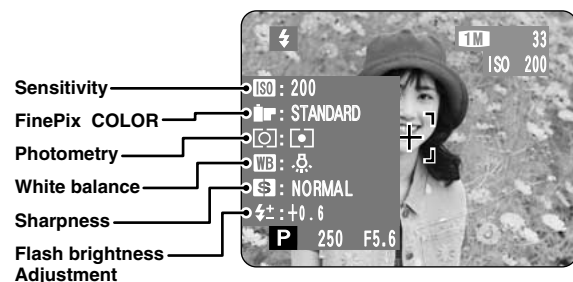 1M 33
ISO 200
Sensitivity ISO : 200
FinePix COLOR : STANDARD
Photometry :
White balance WB :
Sharpness S : NORMAL
Flash brightness Adjustment ± : +0.6
P 250 F5.6